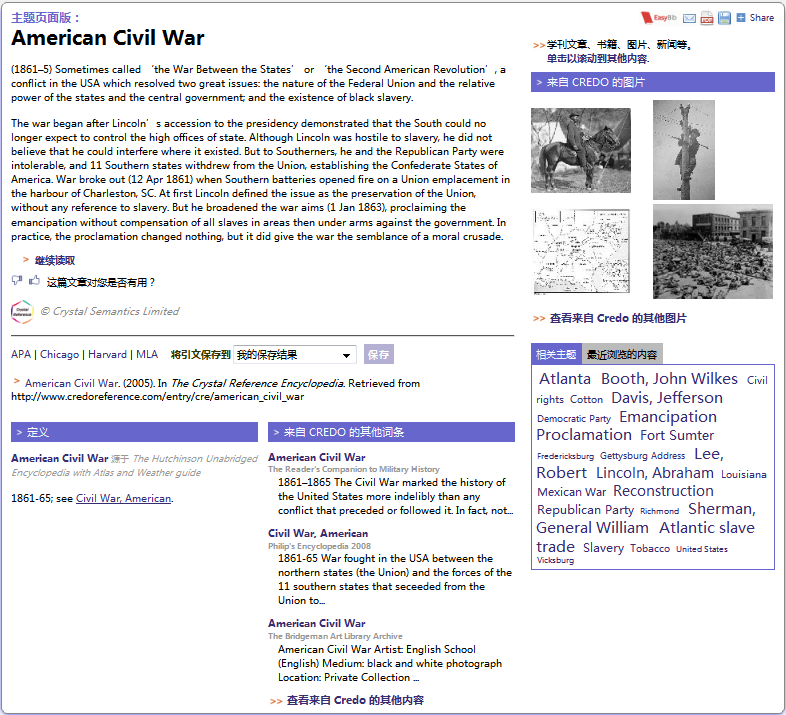 主题页面版：
American Civil War
(1861–5) Sometimes called ‘the War Between the States’ or ‘the Second American Revolution’, a
conflict in the USA which resolved two great issues: the nature of the Federal Union and the relative
power of the states and the central government; and the existence of black slavery.
The war began after Lincoln’s accession to the presidency demonstrated that the South could no
longer expect to control the high offices of state. Although Lincoln was hostile to slavery, he did not
believe that he could interfere where it existed. But to Southerners, he and the Republican Party were
intolerable, and 11 Southern states withdrew from the Union, establishing the Confederate States of
America. War broke out (12 Apr 1861) when Southern batteries opened fire on a Union emplacement in
the harbour of Charleston, SC. At first Lincoln defined the issue as the preservation of the Union,
without any reference to slavery. But he broadened the war aims (1 Jan 1863), proclaiming the
emancipation without compensation of all slaves in areas then under arms against the government. In
practice, the proclamation changed nothing, but it did give the war the semblance of a moral crusade.
> 继续读取
这篇文章对您是否有用？
© Crystal Semantics Limited
APA | Chicago | Harvard | MLA 将引文保存到 我的保存结果 保存
> American Civil War. (2005). In The Crystal Reference Encyclopedia. Retrieved from
http://www.credoreference.com/entry/cre/american_civil_war
> 定义
American Civil War 源于 The Hutchinson Unabridged
Encyclopedia with Atlas and Weather guide
1861-65; see Civil War, American.
> 来自 CREDO 的其他词条
American Civil War
The Reader's Companion to Military History
1861–1865 The Civil War marked the history of
the United States more indelibly than any
conflict that preceded or followed it. In fact, not...
Civil War, American
Philip's Encyclopedia 2008
1861-65 War fought in the USA between the
northern states (the Union) and the forces of the
11 southern states that seceeded from the
Union to...
American Civil War
The Bridgeman Art Library Archive
American Civil War Artist: English School
(English) Medium: black and white photograph
Location: Private Collection ...
>> 查看来自 Credo 的其他内容
EasyBib PDF Share
>> 学刊文章、书籍、图片、新闻等。
单击以滚动到其他内容.
> 来自 CREDO 的图片
>> 查看来自 Credo 的其他图片
相关主题 最近浏览的内容
Atlanta Booth, John Wilkes Civil
rights Cotton Davis, Jefferson
Democratic Party Emancipation
Proclamation Fort Sumter
Fredericksburg Gettysburg Address Lee,
Robert Lincoln, Abraham Louisiana
Mexican War Reconstruction
Republican Party Richmond Sherman,
General William Atlantic slave
trade Slavery Tobacco United States
Vicksburg